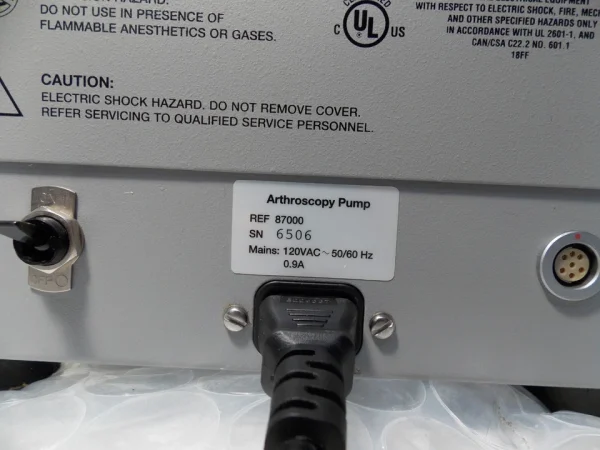 DO NOT USE IN PRESENCE OF
FLAMMABLE ANESTHETICS OR GASES.
CAUTION:
ELECTRIC SHOCK HAZARD. DO NOT REMOVE COVER.
REFER SERVICING TO QUALIFIED SERVICE PERSONNEL.
C UL US
WITH RESPECT TO ELECTRIC SHOCK, FIRE,
AND OTHER SPECIFIED HAZARDS ONLY
IN ACCORDANCE WITH UL 2601-1, AND
CAN/CSA C22.2 NO. 601.1
18FF
Arthroscopy Pump
REF 87000
SN 6506
Mains: 120VAC ~ 50/60 Hz
0.9A